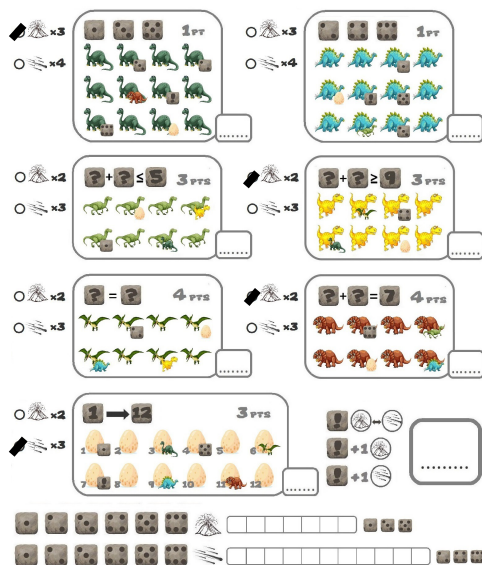 ×3 1PT ×3 1PT
×4 ×4
!
!
×2 ? + ? ≤ 5 3 PTS ×2 ? + ? ≥ 9 3 PTS
×3 ×3
×2 ? = ? 4 PTS ×2 ? + ? = 7 4 PTS
×3 ×3
×2 1 → 12 3 PTS
×3
1 2 3 4 5 6
7 8 9 10 11 12
!
! +1
! +1